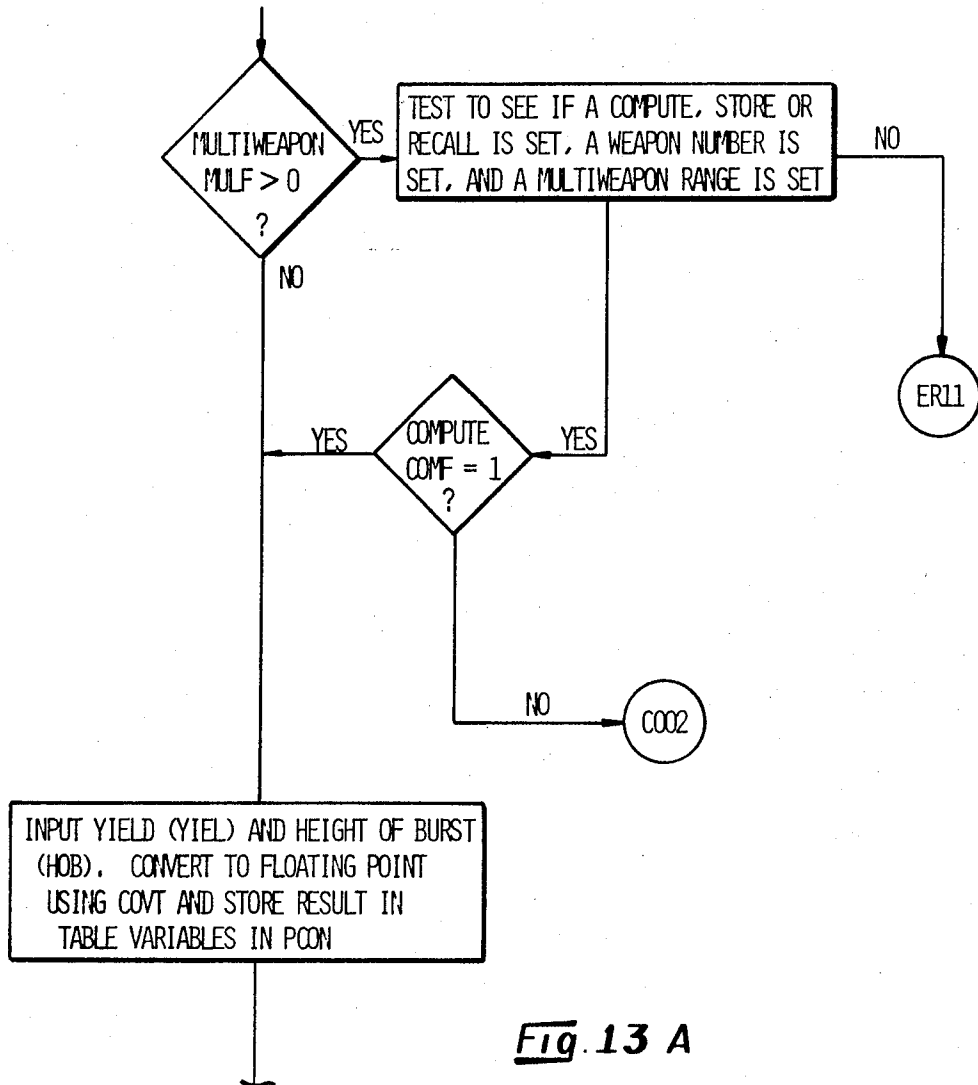 MULTIWEAPON
MULF > 0
?
YES
TEST TO SEE IF A COMPUTE, STORE OR
RECALL IS SET, A WEAPON NUMBER IS
SET, AND A MULTIWEAPON RANGE IS SET
NO
NO
ER11
YES
COMPUTE
COMF = 1
?
YES
NO
COO2
INPUT YIELD (YIEL) AND HEIGHT OF BURST
(HOB). CONVERT TO FLOATING POINT
USING COVT AND STORE RESULT IN
TABLE VARIABLES IN PCON
Fig. 13 A